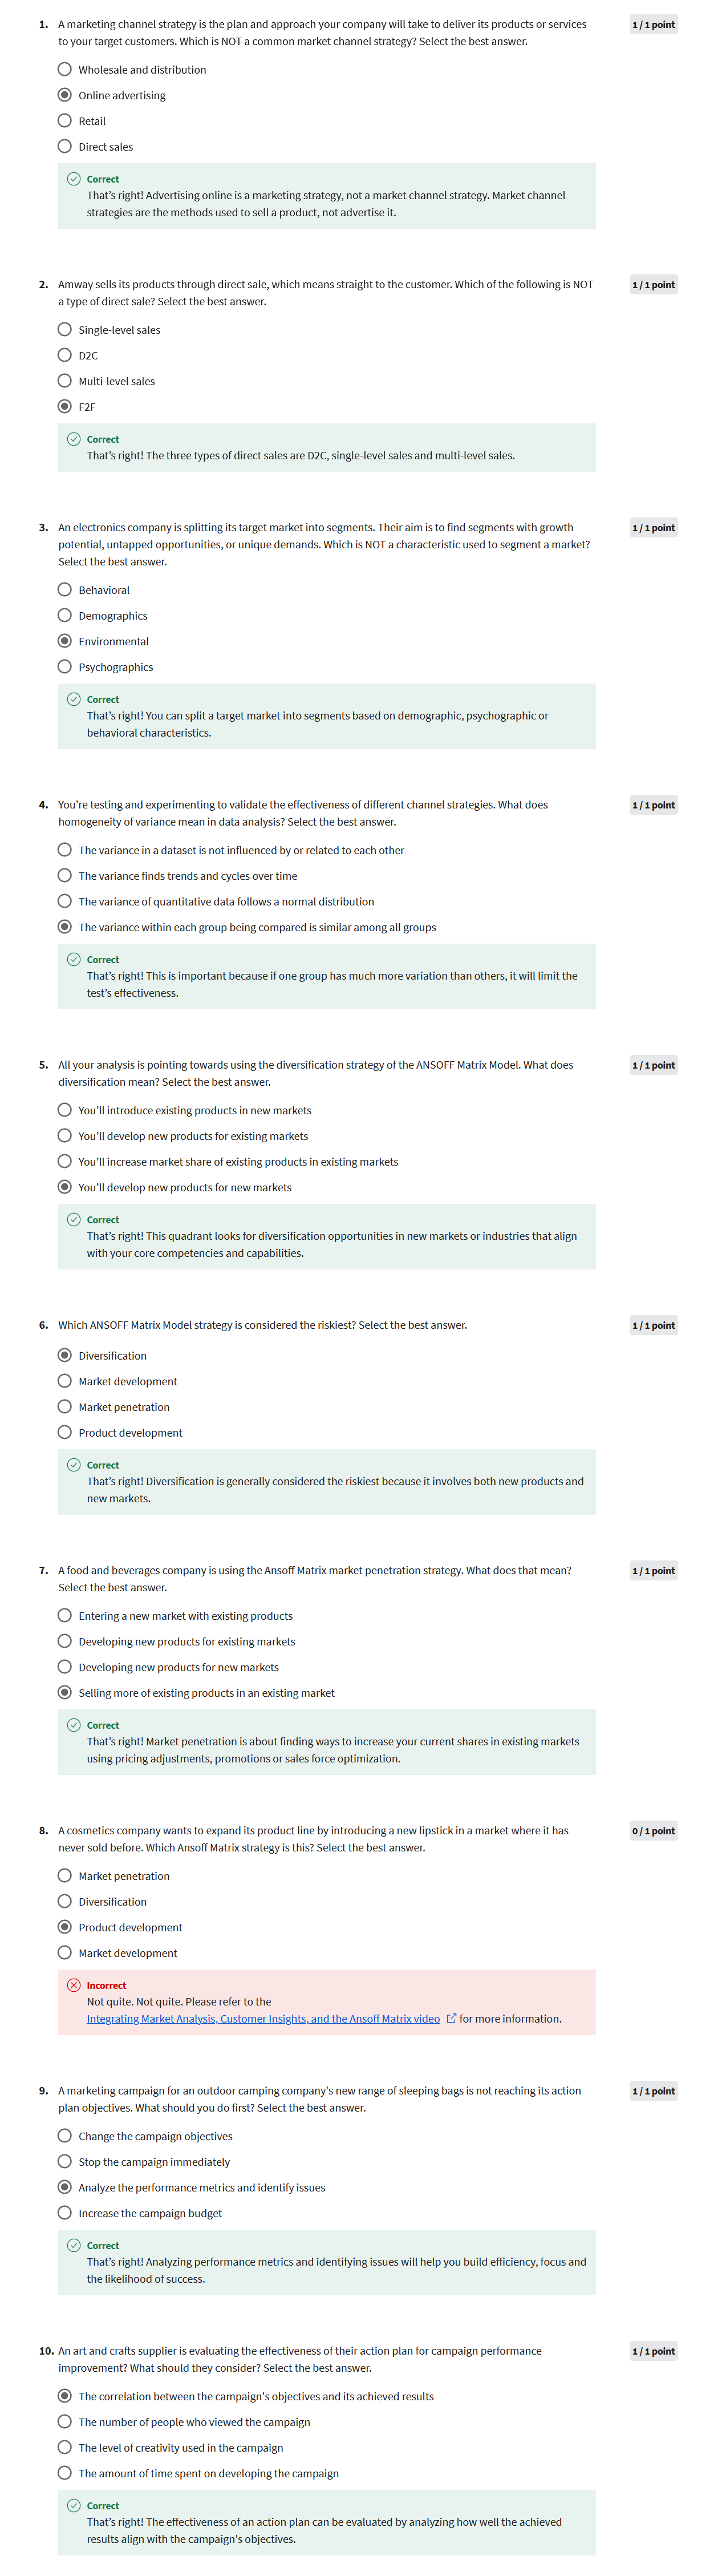 1. A marketing channel strategy is the plan and approach your company will take to deliver its products or services
to your target customers. Which is NOT a common market channel strategy? Select the best answer.
1 / 1 point
Wholesale and distribution
Online advertising
Retail
Direct sales
Correct
That's right! Advertising online is a marketing strategy, not a market channel strategy. Market channel
strategies are the methods used to sell a product, not advertise it.
2. Amway sells its products through direct sale, which means straight to the customer. Which of the following is NOT
a type of direct sale? Select the best answer.
1 / 1 point
Single-level sales
D2C
Multi-level sales
F2F
Correct
That's right! The three types of direct sales are D2C, single-level sales and multi-level sales.
3. An electronics company is splitting its target market into segments. Their aim is to find segments with growth
potential, untapped opportunities, or unique demands. Which is NOT a characteristic used to segment a market?
Select the best answer.
1 / 1 point
Behavioral
Demographics
Environmental
Psychographics
Correct
That's right! You can split a target market into segments based on demographic, psychographic or
behavioral characteristics.
4. You're testing and experimenting to validate the effectiveness of different channel strategies. What does
homogeneity of variance mean in data analysis? Select the best answer.
1 / 1 point
The variance in a dataset is not influenced by or related to each other
The variance finds trends and cycles over time
The variance of quantitative data follows a normal distribution
The variance within each group being compared is similar among all groups
Correct
That's right! This is important because if one group has much more variation than others, it will limit the
test's effectiveness.
5. All your analysis is pointing towards using the diversification strategy of the ANSOFF Matrix Model. What does
diversification mean? Select the best answer.
1 / 1 point
You'll introduce existing products in new markets
You'll develop new products for existing markets
You'll increase market share of existing products in existing markets
You'll develop new products for new markets
Correct
That's right! This quadrant looks for diversification opportunities in new markets or industries that align
with your core competencies and capabilities.
6. Which ANSOFF Matrix Model strategy is considered the riskiest? Select the best answer.
1 / 1 point
Diversification
Market development
Market penetration
Product development
Correct
That's right! Diversification is generally considered the riskiest because it involves both new products and
new markets.
7. A food and beverages company is using the Ansoff Matrix market penetration strategy. What does that mean?
Select the best answer.
1 / 1 point
Entering a new market with existing products
Developing new products for existing markets
Developing new products for new markets
Selling more of existing products in an existing market
Correct
That's right! Market penetration is about finding ways to increase your current shares in existing markets
using pricing adjustments, promotions or sales force optimization.
8. A cosmetics company wants to expand its product line by introducing a new lipstick in a market where it has
never sold before. Which Ansoff Matrix strategy is this? Select the best answer.
0 / 1 point
Market penetration
Diversification
Product development
Market development
Incorrect
Not quite. Not quite. Please refer to the
Integrating Market Analysis, Customer Insights, and the Ansoff Matrix video for more information.
9. A marketing campaign for an outdoor camping company's new range of sleeping bags is not reaching its action
plan objectives. What should you do first? Select the best answer.
1 / 1 point
Change the campaign objectives
Stop the campaign immediately
Analyze the performance metrics and identify issues
Increase the campaign budget
Correct
That's right! Analyzing performance metrics and identifying issues will help you build efficiency, focus and
the likelihood of success.
10. An art and crafts supplier is evaluating the effectiveness of their action plan for campaign performance
improvement? What should they consider? Select the best answer.
1 / 1 point
The correlation between the campaign's objectives and its achieved results
The number of people who viewed the campaign
The level of creativity used in the campaign
The amount of time spent on developing the campaign
Correct
That's right! The effectiveness of an action plan can be evaluated by analyzing how well the achieved
results align with the campaign's objectives.